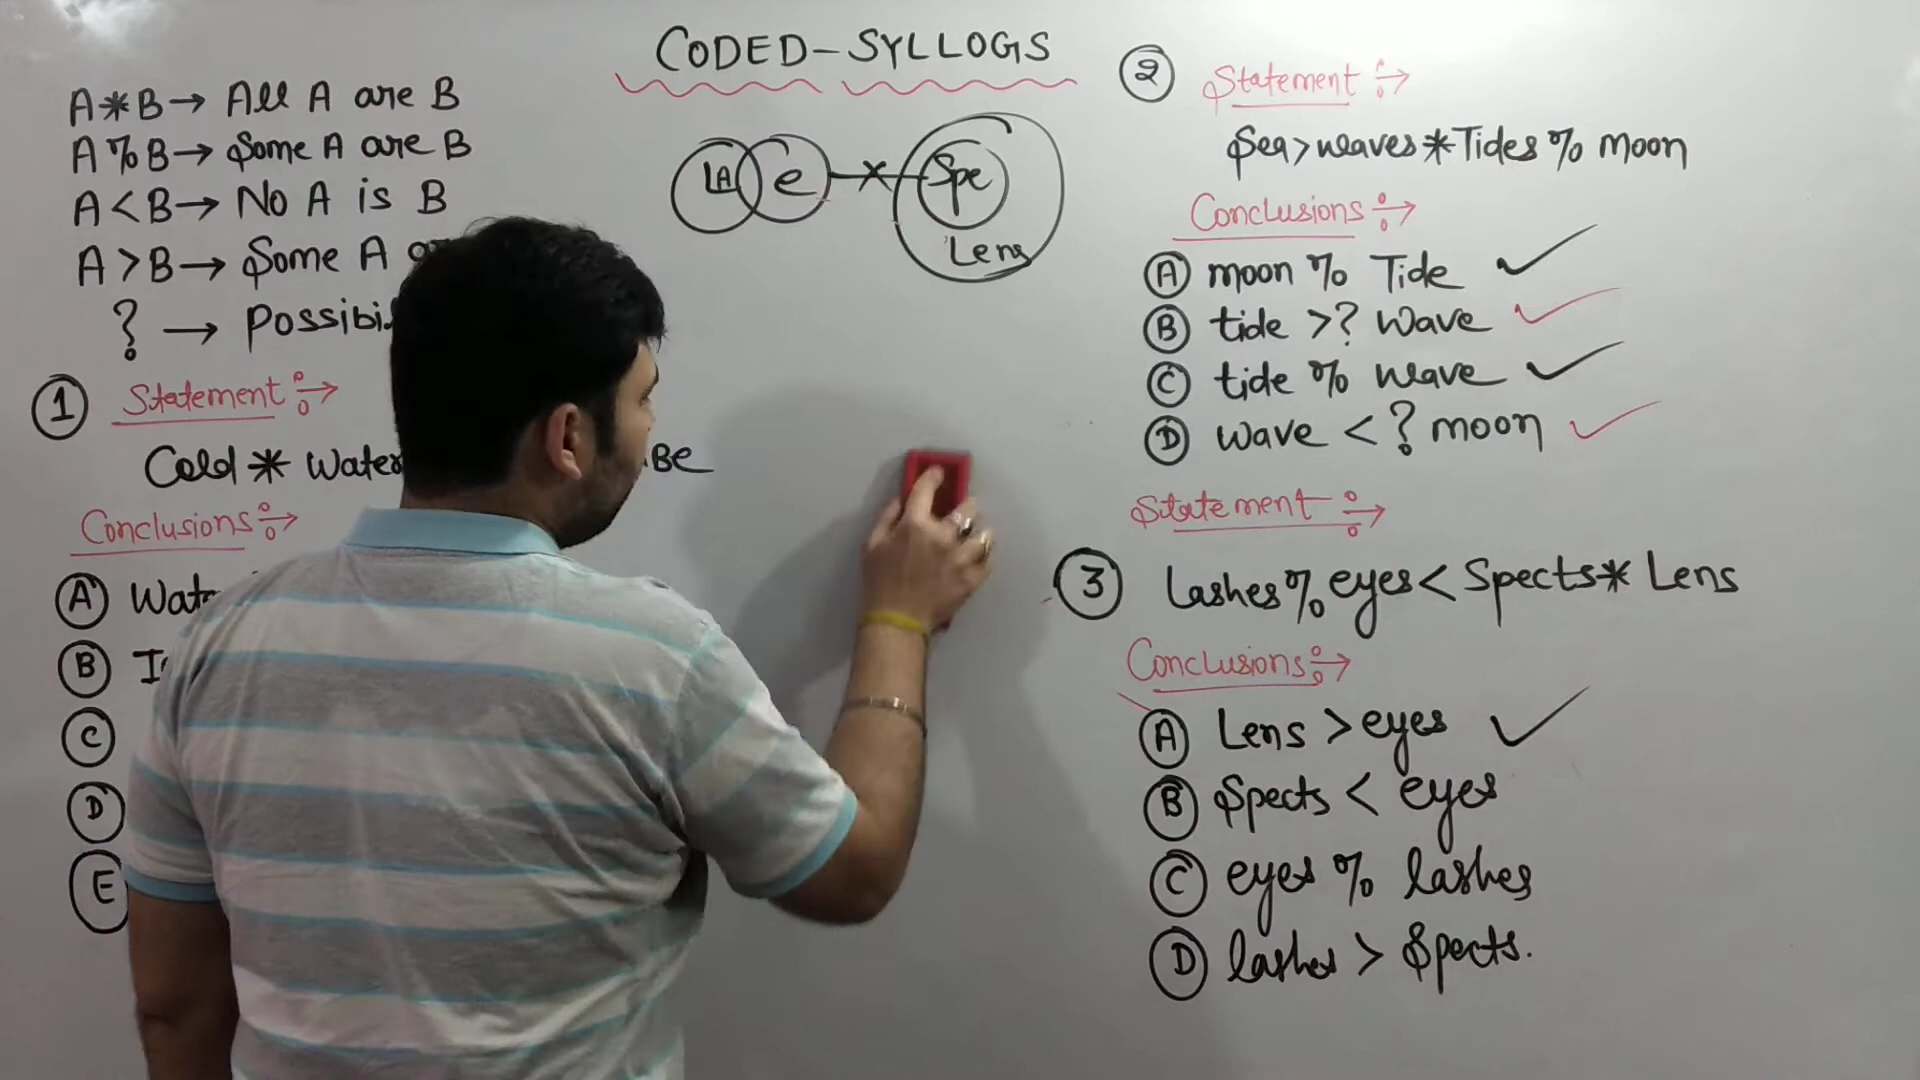 CODED-SYLLOGS
A*B→ All A are B
A%B→ Some A are B
A<B→ No A is B
A>B→ Some A
? → Possibi
LA e Spe
Lens
① Statement ÷→
Cold * Water Be
Conclusions ÷→
Ⓐ Wat
Ⓑ I
Ⓒ
Ⓓ
Ⓔ
② Statement ÷→
Sea>waves*Tides % moon
Conclusions ÷→
Ⓐ moon % Tide ✓
Ⓑ tide >? Wave ✓
Ⓒ tide % wave ✓
Ⓓ wave <? moon ✓
Statement ÷→
③ Lashes%eyes<Spects* Lens
Conclusions ÷→
Ⓐ Lens >eyes ✓
Ⓑ Spects < eyes
Ⓒ eyes % lashes
Ⓓ lashes > Spects.